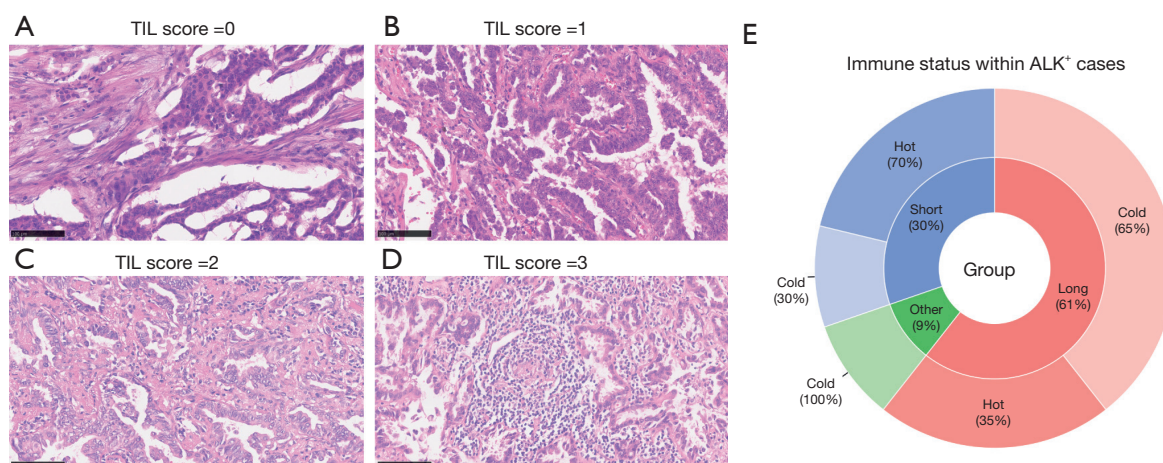 A
TIL score =0
B
TIL score =1
C
TIL score =2
D
TIL score =3
E
Immune status within ALK⁺ cases
Hot
(70%)
Short
(30%)
Cold
(65%)
Group
Long
(61%)
Cold
(30%)
Other
(9%)
Cold
(100%)
Hot
(35%)